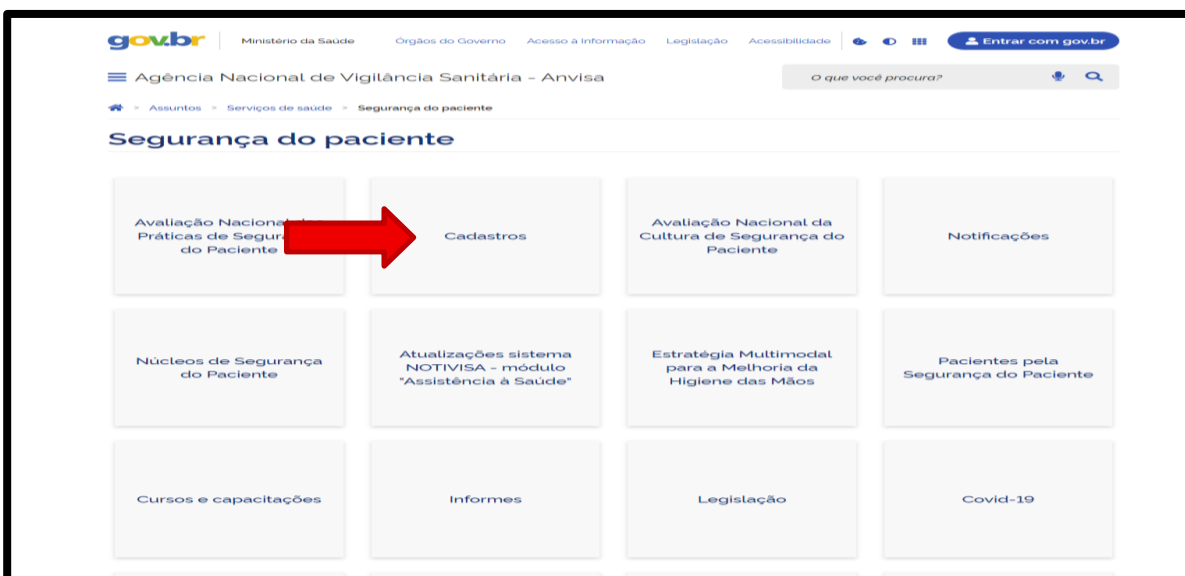 gov.br
Ministério da Saúde
Órgãos do Governo Acesso à Informação Legislação Acessibilidade
Entrar com gov.br
Agência Nacional de Vigilância Sanitária - Anvisa
O que você procura?
> Assuntos > Serviços de saúde > Segurança do paciente
Segurança do paciente
Avaliação Nacional
Práticas de
do Paciente
Cadastros
Avaliação Nacional da
Cultura de Segurança do
Paciente
Notificações
Núcleos de Segurança
do Paciente
Atualizações sistema
NOTIVISA - módulo
"Assistência à Saúde"
Estratégia Multimodal
para a Melhoria da
Higiene das Mãos
Pacientes pela
Segurança do Paciente
Cursos e capacitações
Informes
Legislação
Covid-19